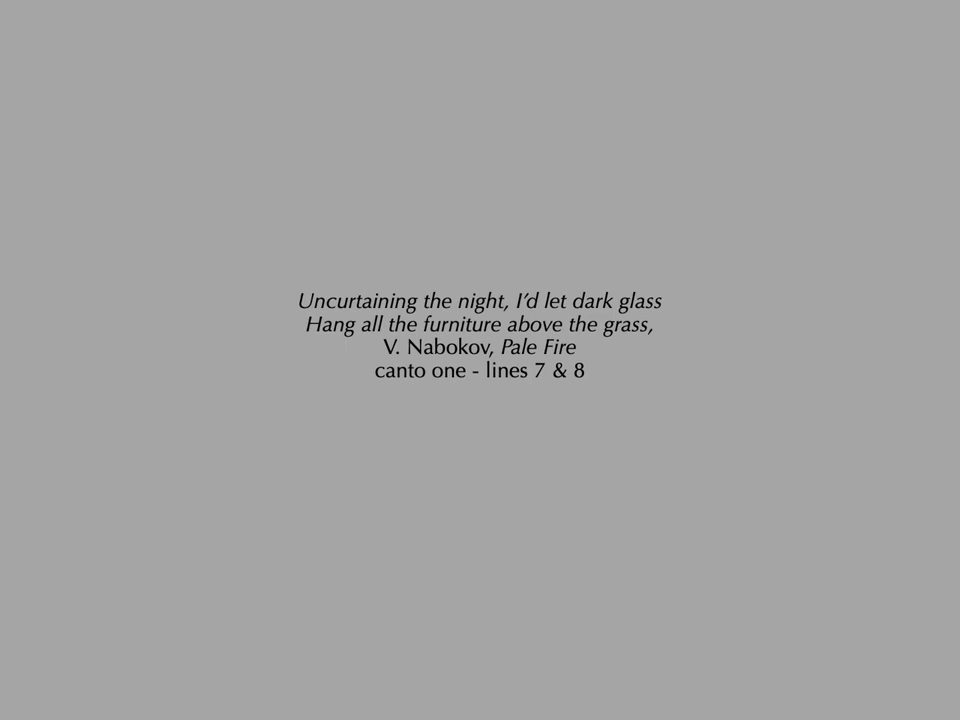 Uncurtaining the night, I’d let dark glass
Hang all the furniture above the grass,
V. Nabokov, Pale Fire
canto one - lines 7 & 8